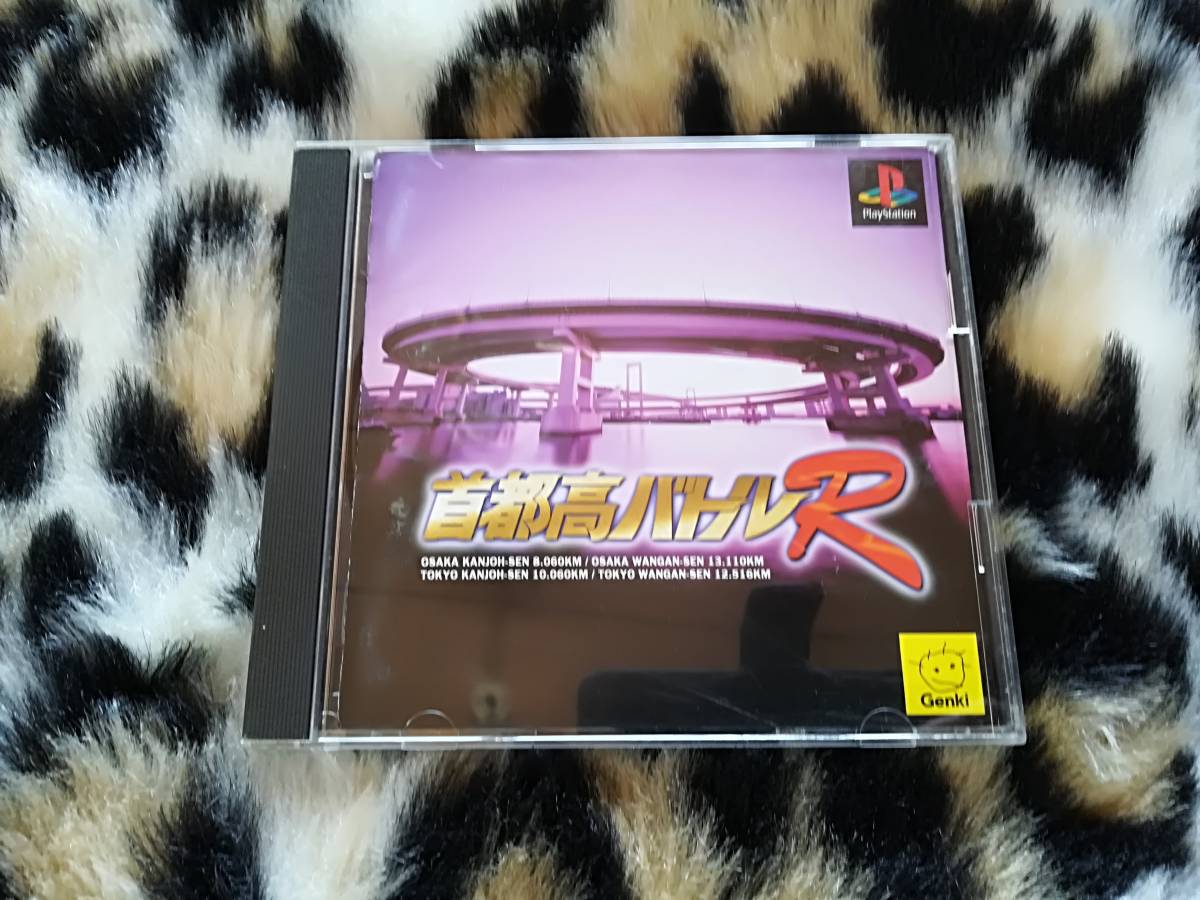 PlayStation
首都高バトルR
OSAKA KANJOH-SEN 8.060KM / OSAKA WANGAN-SEN 13.110KM
TOKYO KANJOH-SEN 10.060KM / TOKYO WANGAN-SEN 12.516KM
Genki